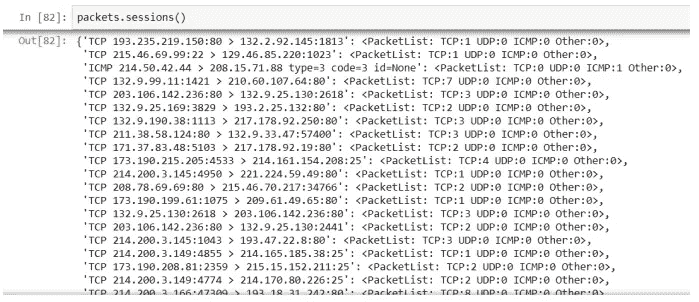 In [82]: packets.sessions()
Out[82]: {'TCP 193.235.219.150:80 > 132.2.92.145:1813': <PacketList: TCP:1 UDP:0 ICMP:0 Other:0>,
'TCP 215.46.69.99:22 > 129.46.85.220:1023': <PacketList: TCP:1 UDP:0 ICMP:0 Other:0>,
'ICMP 214.50.42.44 > 208.15.71.88 type=3 code=3 id=None': <PacketList: TCP:0 UDP:0 ICMP:1 Other:0>,
'TCP 132.9.99.11:1421 > 210.60.107.64:80': <PacketList: TCP:7 UDP:0 ICMP:0 Other:0>,
'TCP 203.106.142.236:80 > 132.9.25.130:2618': <PacketList: TCP:3 UDP:0 ICMP:0 Other:0>,
'TCP 132.9.25.169:3829 > 193.2.25.132:80': <PacketList: TCP:2 UDP:0 ICMP:0 Other:0>,
'TCP 132.9.190.38:1113 > 217.178.92.250:80': <PacketList: TCP:3 UDP:0 ICMP:0 Other:0>,
'TCP 211.38.58.124:80 > 132.9.33.47:57400': <PacketList: TCP:3 UDP:0 ICMP:0 Other:0>,
'TCP 171.37.83.48:5103 > 217.178.92.19:80': <PacketList: TCP:2 UDP:0 ICMP:0 Other:0>,
'TCP 173.190.215.205:4533 > 214.161.154.208:25': <PacketList: TCP:4 UDP:0 ICMP:0 Other:0>,
'TCP 214.200.3.145:4950 > 221.224.59.49:80': <PacketList: TCP:1 UDP:0 ICMP:0 Other:0>,
'TCP 208.78.69.69:80 > 215.46.70.217:34766': <PacketList: TCP:2 UDP:0 ICMP:0 Other:0>,
'TCP 173.190.199.61:1075 > 209.61.49.65:80': <PacketList: TCP:1 UDP:0 ICMP:0 Other:0>,
'TCP 132.9.25.130:2618 > 203.106.142.236:80': <PacketList: TCP:3 UDP:0 ICMP:0 Other:0>,
'TCP 203.106.142.236:80 > 132.9.25.130:2441': <PacketList: TCP:2 UDP:0 ICMP:0 Other:0>,
'TCP 214.200.3.145:1043 > 193.47.22.8:80': <PacketList: TCP:3 UDP:0 ICMP:0 Other:0>,
'TCP 214.200.3.149:4855 > 214.165.185.38:25': <PacketList: TCP:1 UDP:0 ICMP:0 Other:0>,
'TCP 173.190.208.81:2359 > 215.15.152.211:25': <PacketList: TCP:2 UDP:0 ICMP:0 Other:0>,
'TCP 214.200.3.149:4774 > 214.170.80.226:25': <PacketList: TCP:1 UDP:0 ICMP:0 Other:0>,
'TCP 214.200.3.166:47309 > 193.18.31.242:80': <PacketList: TCP:8 UDP:0 ICMP:0 Other:0>,